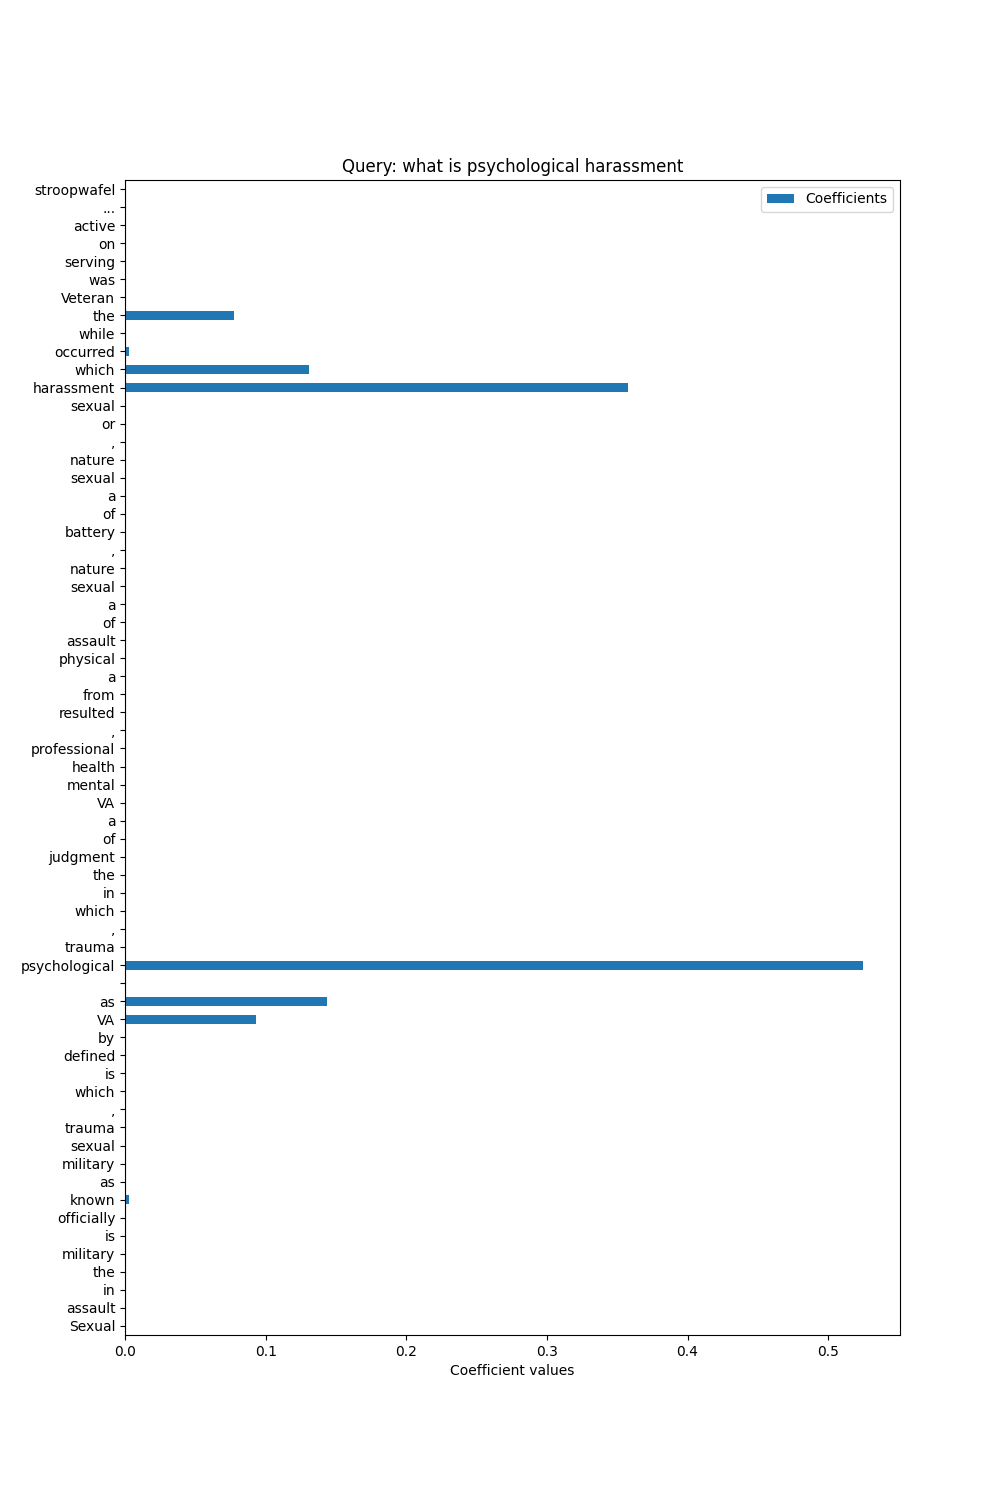 Query: what is psychological harassment
Coefficients
stroopwafel
...
active
on
serving
was
Veteran
the
while
occurred
which
harassment
sexual
or
,
nature
sexual
a
of
battery
,
nature
sexual
a
of
assault
physical
a
from
resulted
,
professional
health
mental
VA
a
of
judgment
the
in
which
,
trauma
psychological
as
VA
by
defined
is
which
,
trauma
sexual
military
as
known
officially
is
military
the
in
assault
Sexual
0.0 0.1 0.2 0.3 0.4 0.5
Coefficient values